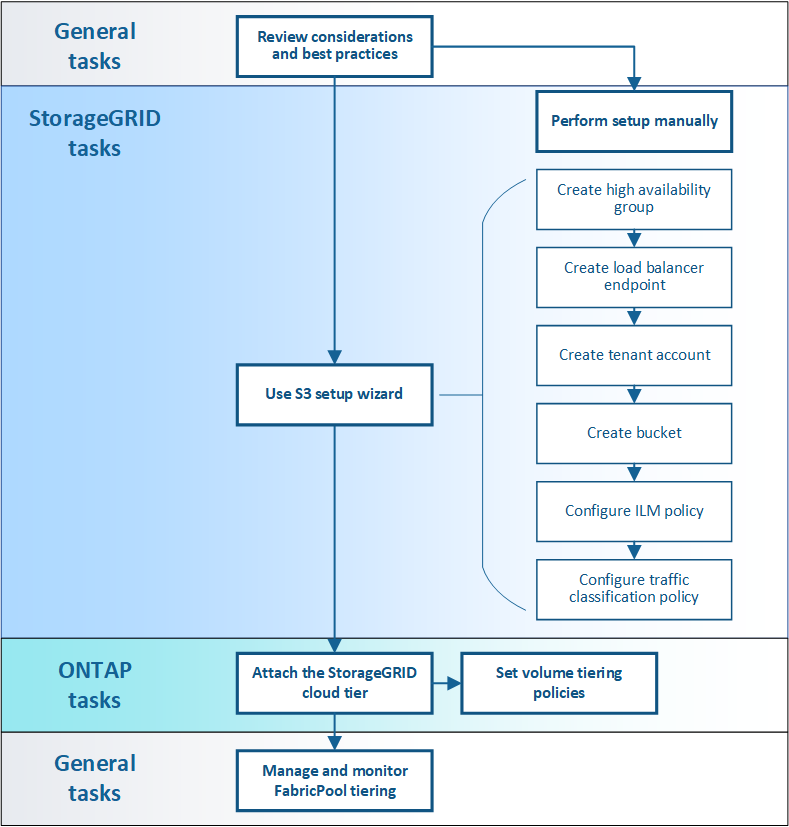 General
tasks
Review considerations
and best practices
StorageGRID
tasks
Perform setup manually
Create high availability
group
Create load balancer
endpoint
Create tenant account
Use S3 setup wizard
Create bucket
Configure ILM policy
Configure traffic
classification policy
ONTAP
tasks
Attach the StorageGRID
cloud tier
Set volume tiering
policies
General
tasks
Manage and monitor
FabricPool tiering